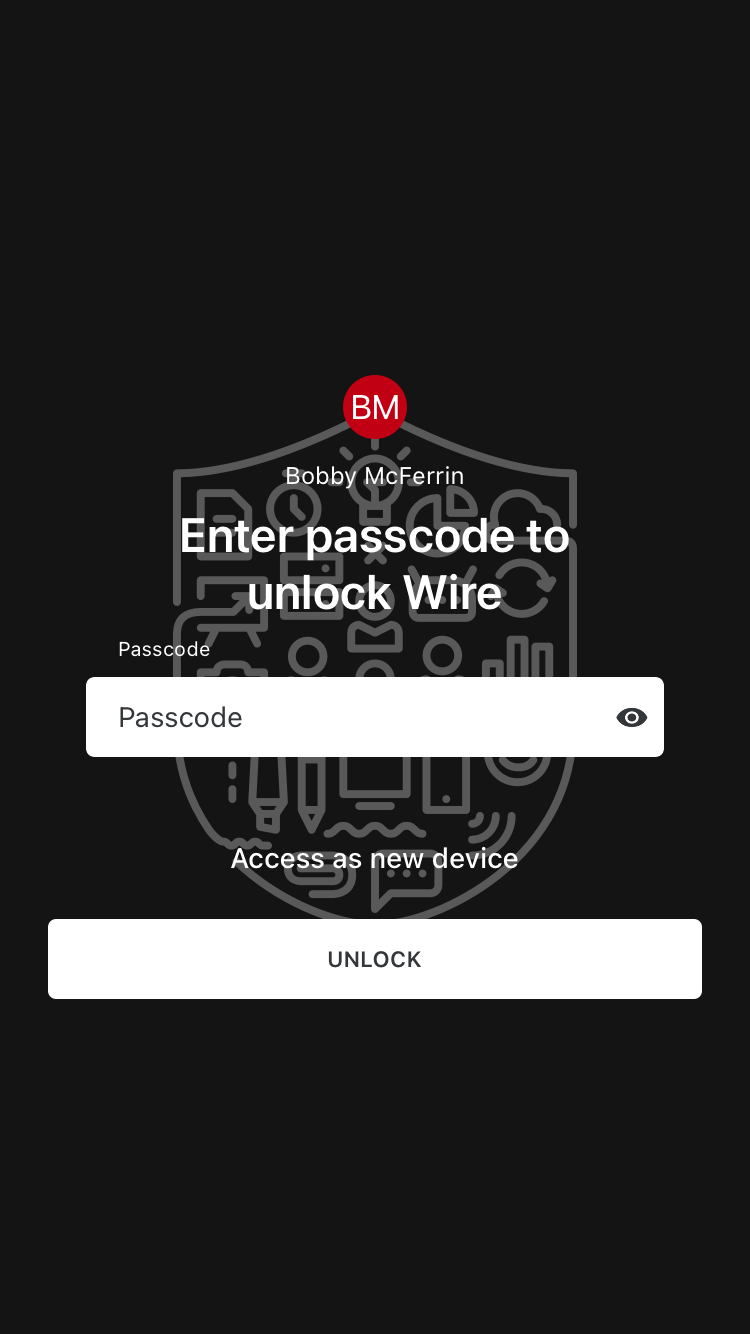 BM
Bobby McFerrin
Enter passcode to
unlock Wire
Passcode
Passcode
Access as new device
UNLOCK